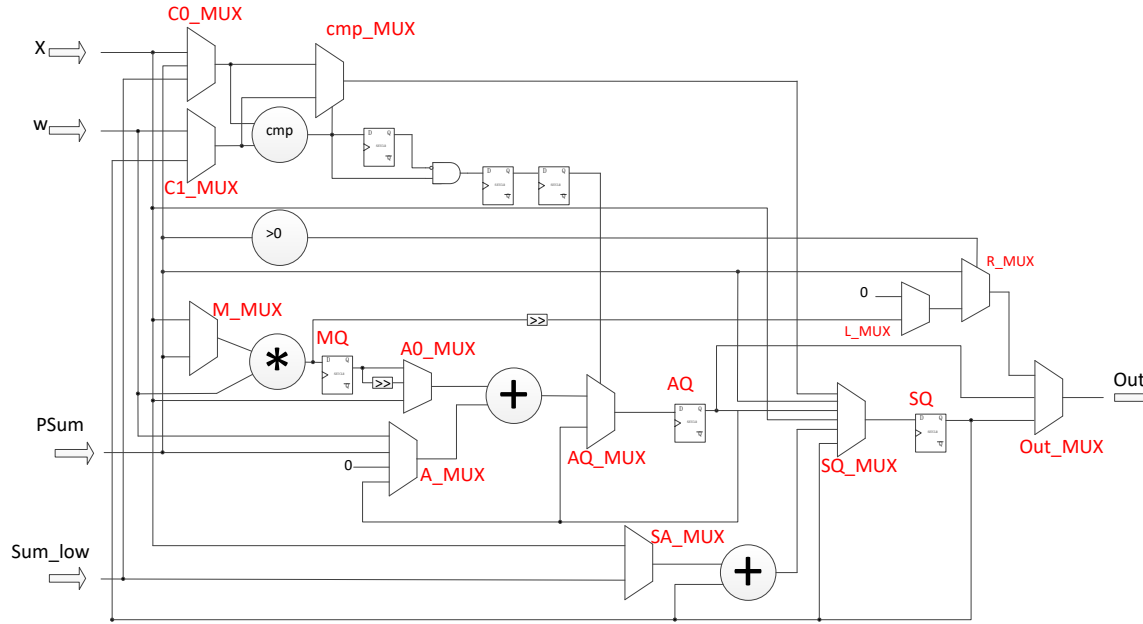 C0_MUX
cmp_MUX
X
w
cmp
D Q
Q
C1_MUX
D Q
Q
D Q
Q
>0
R_MUX
0
L_MUX
M_MUX
>>
*
MQ
D Q
Q
A0_MUX
>>
+
AQ
D Q
Q
SQ
D Q
Q
Out
PSum
0
A_MUX
AQ_MUX
SQ_MUX
Out_MUX
Sum_low
SA_MUX
+